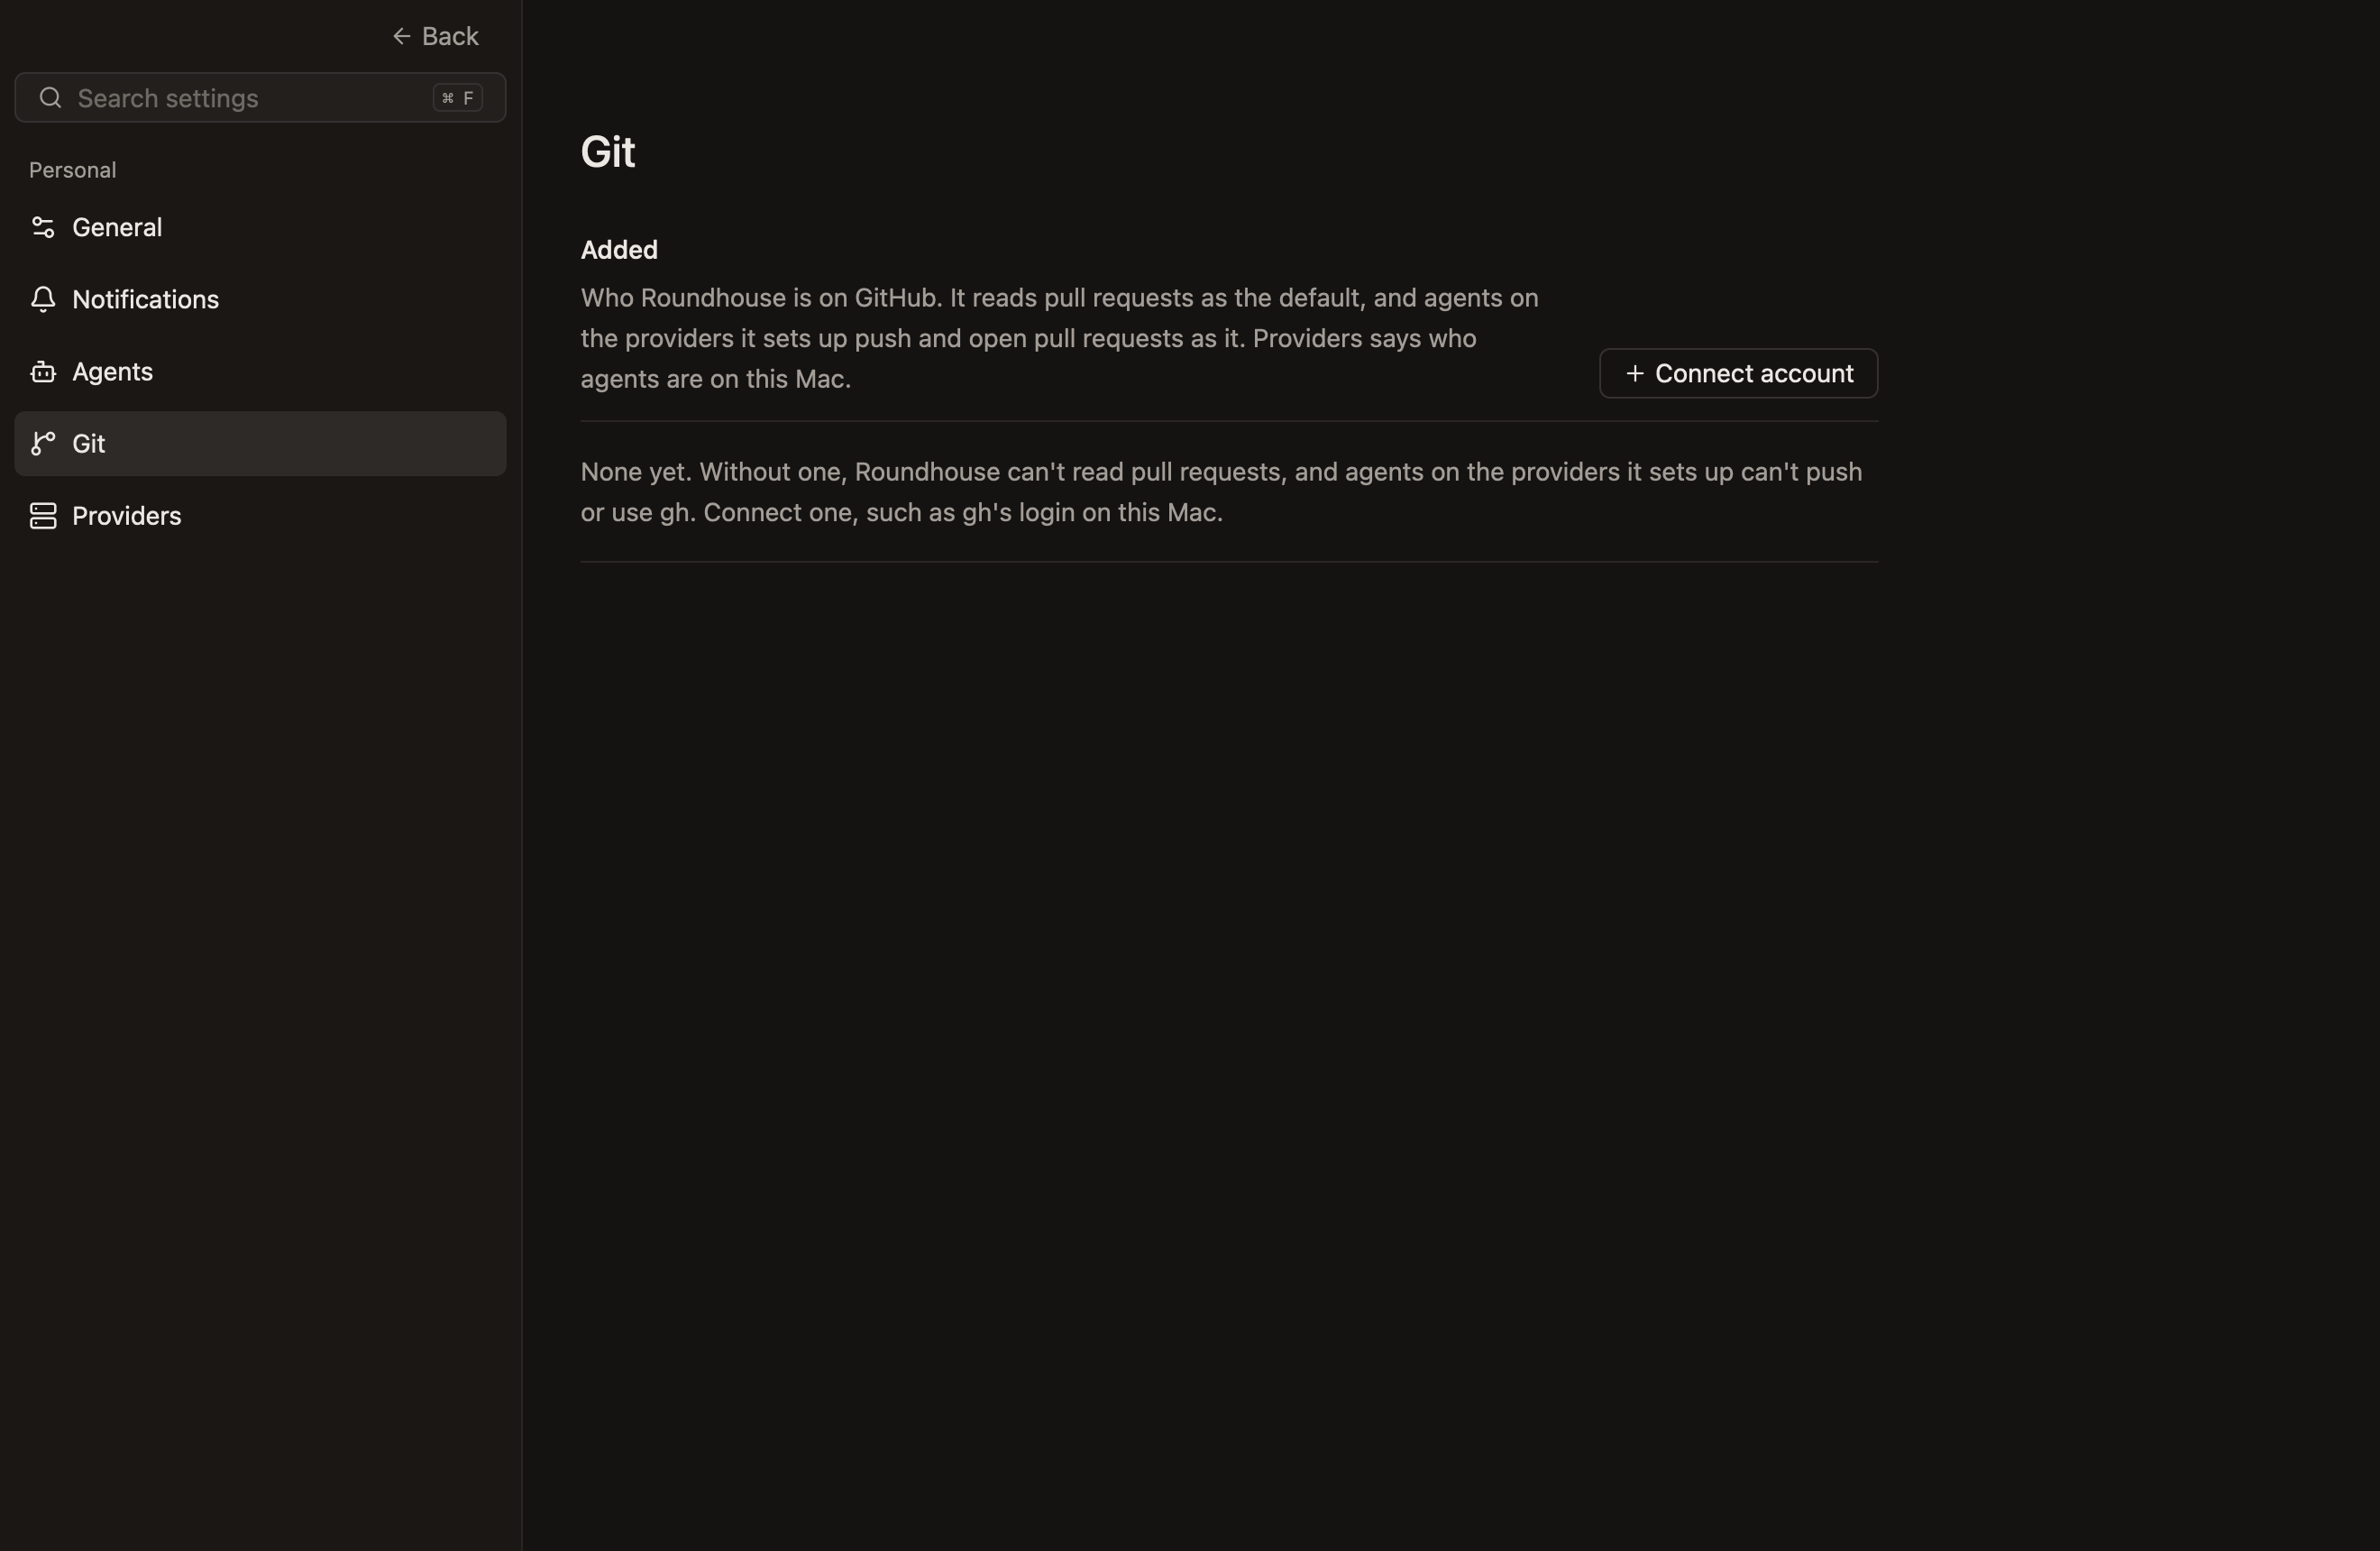 Back
Search settings
⌘ F
Personal
General
Notifications
Agents
Git
Providers
Git
Added
Who Roundhouse is on GitHub. It reads pull requests as the default, and agents on
the providers it sets up push and open pull requests as it. Providers says who
agents are on this Mac.
Connect account
None yet. Without one, Roundhouse can't read pull requests, and agents on the providers it sets up can't push
or use gh. Connect one, such as gh's login on this Mac.